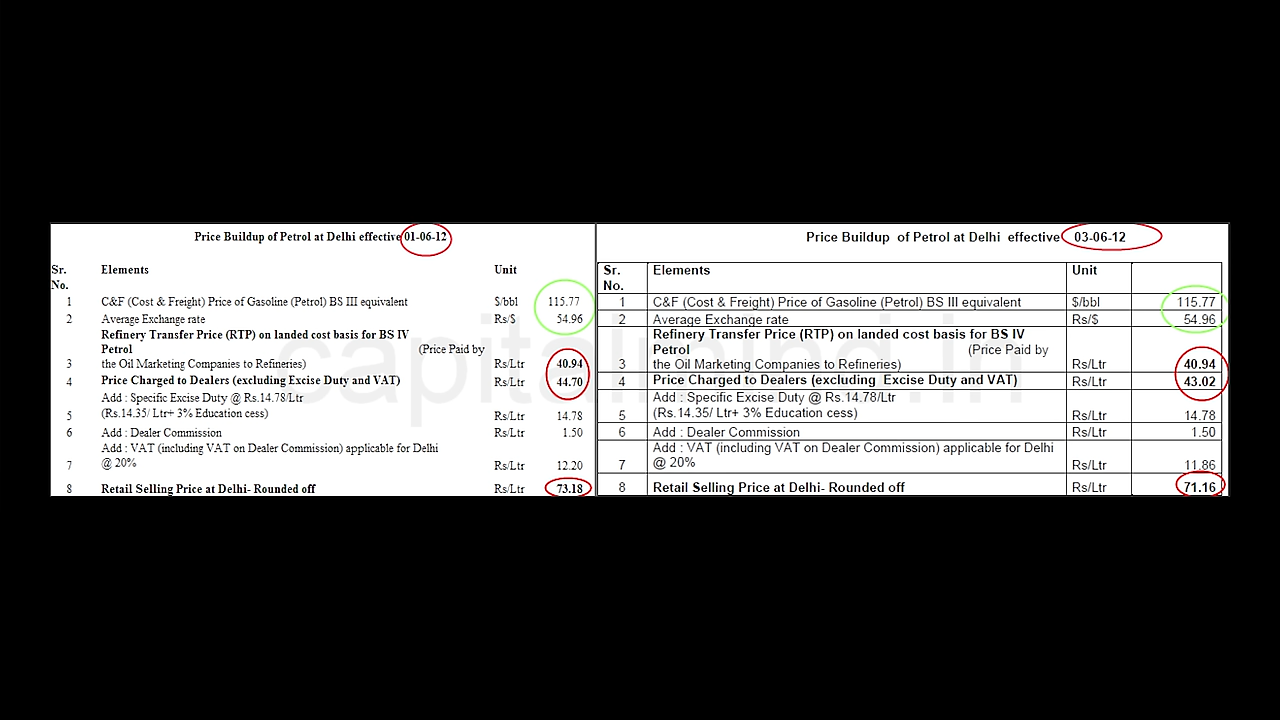 Price Buildup of Petrol at Delhi effective 01-06-12
Sr. No. Elements Unit
1 C&F (Cost & Freight) Price of Gasoline (Petrol) BS III equivalent $/bbl 115.77
2 Average Exchange rate Rs/$ 54.96
Refinery Transfer Price (RTP) on landed cost basis for BS IV
Petrol (Price Paid by
3 the Oil Marketing Companies to Refineries) Rs/Ltr 40.94
4 Price Charged to Dealers (excluding Excise Duty and VAT) Rs/Ltr 44.70
Add : Specific Excise Duty @ Rs.14.78/Ltr
5 (Rs.14.35/ Ltr+ 3% Education cess) Rs/Ltr 14.78
6 Add : Dealer Commission Rs/Ltr 1.50
Add : VAT (including VAT on Dealer Commission) applicable for Delhi
7 @ 20% Rs/Ltr 12.20
8 Retail Selling Price at Delhi- Rounded off Rs/Ltr 73.18
Price Buildup of Petrol at Delhi effective 03-06-12
Sr. No. Elements Unit
1 C&F (Cost & Freight) Price of Gasoline (Petrol) BS III equivalent $/bbl 115.77
2 Average Exchange rate Rs/$ 54.96
Refinery Transfer Price (RTP) on landed cost basis for BS IV
Petrol (Price Paid by
3 the Oil Marketing Companies to Refineries) Rs/Ltr 40.94
4 Price Charged to Dealers (excluding Excise Duty and VAT) Rs/Ltr 43.02
Add : Specific Excise Duty @ Rs.14.78/Ltr
5 (Rs.14.35/ Ltr+ 3% Education cess) Rs/Ltr 14.78
6 Add : Dealer Commission Rs/Ltr 1.50
Add : VAT (including VAT on Dealer Commission) applicable for Delhi
7 @ 20% Rs/Ltr 11.86
8 Retail Selling Price at Delhi- Rounded off Rs/Ltr 71.16
capitalmind.in